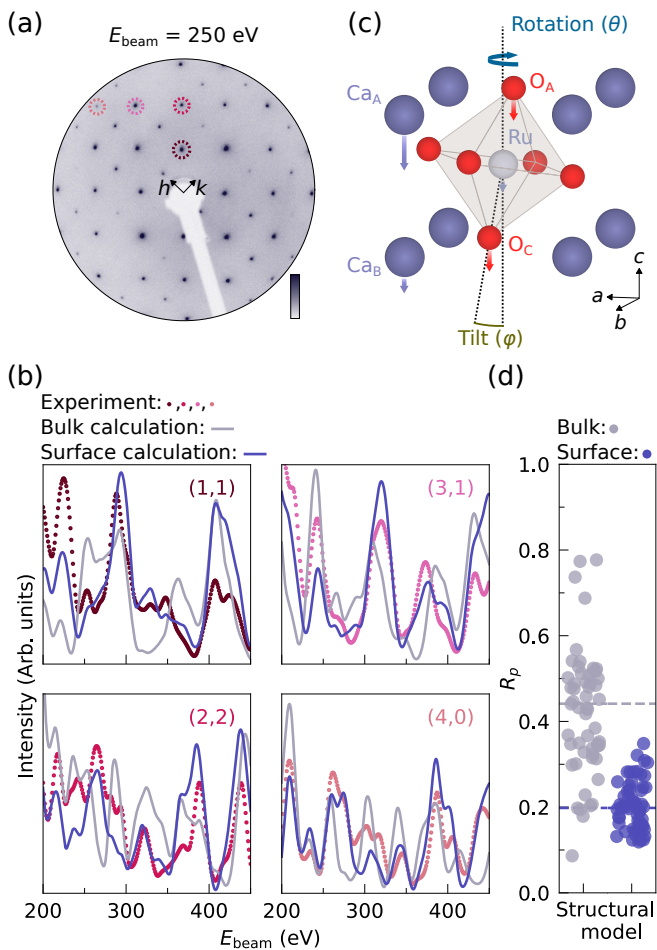 (a)
E_beam = 250 eV
h
k
(c)
Rotation (θ)
Ca_A
O_A
Ru
Ca_B
O_C
Tilt (φ)
c
a
b
(b)
Experiment:
Bulk calculation:
Surface calculation:
(1,1)
(3,1)
(2,2)
(4,0)
Intensity (Arb. units)
200 300 400 200 300 400
E_beam (eV)
(d)
Bulk:
Surface:
R_p
1.0
0.8
0.6
0.4
0.2
0.0
Structural
model